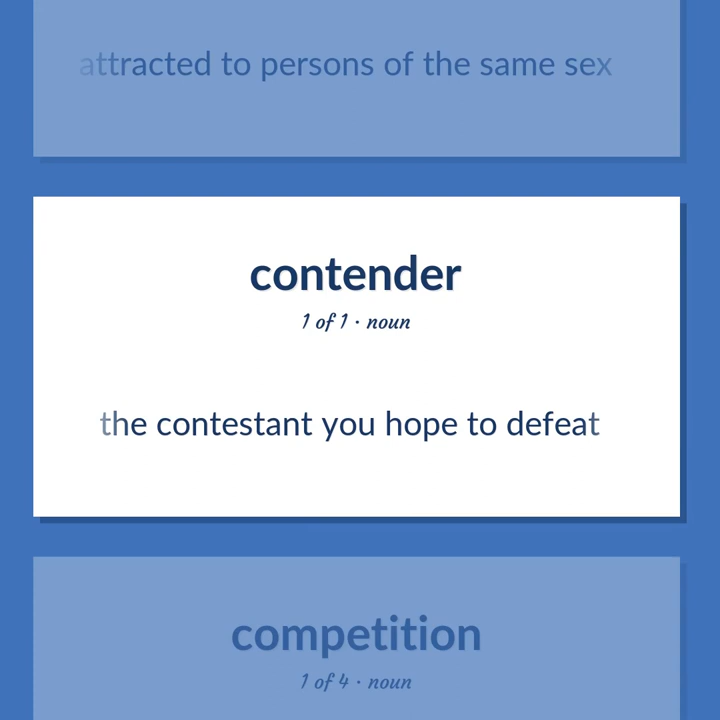 attracted to persons of the same sex
contender
1 of 1 · noun
the contestant you hope to defeat
competition
1 of 4 · noun